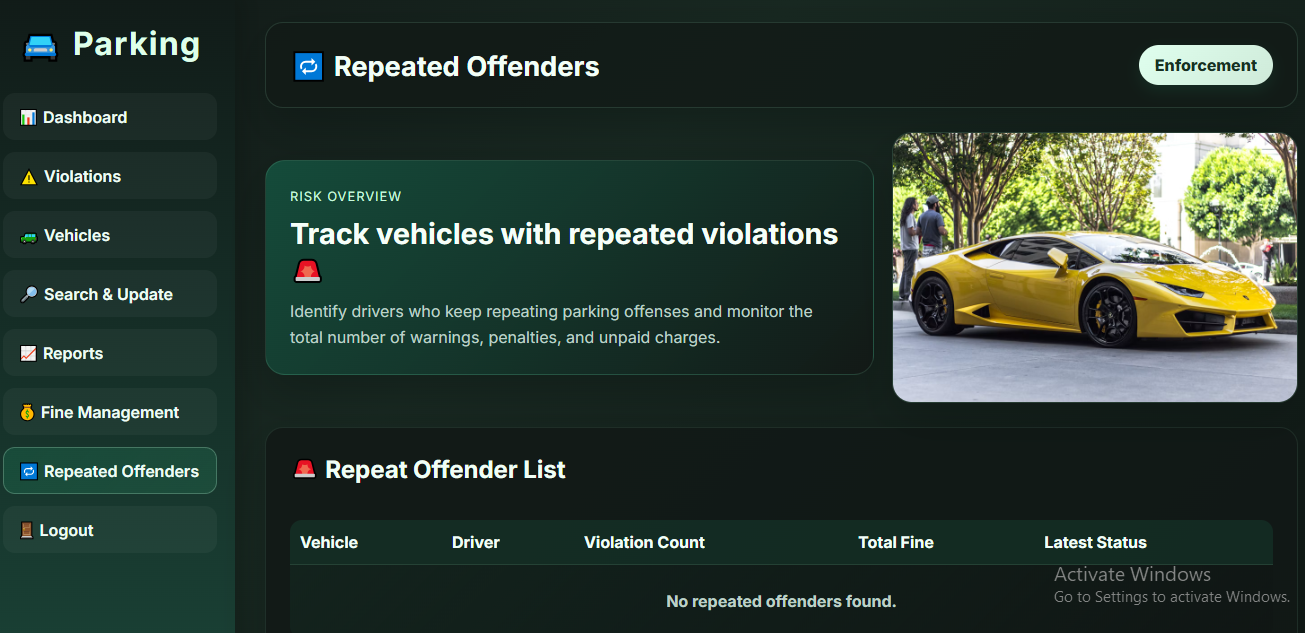 Parking
Dashboard
Violations
Vehicles
Search & Update
Reports
Fine Management
Repeated Offenders
Logout
Repeated Offenders
Enforcement
RISK OVERVIEW
Track vehicles with repeated violations
Identify drivers who keep repeating parking offenses and monitor the
total number of warnings, penalties, and unpaid charges.
Repeat Offender List
Vehicle Driver Violation Count Total Fine Latest Status
No repeated offenders found.
Activate Windows
Go to Settings to activate Windows.